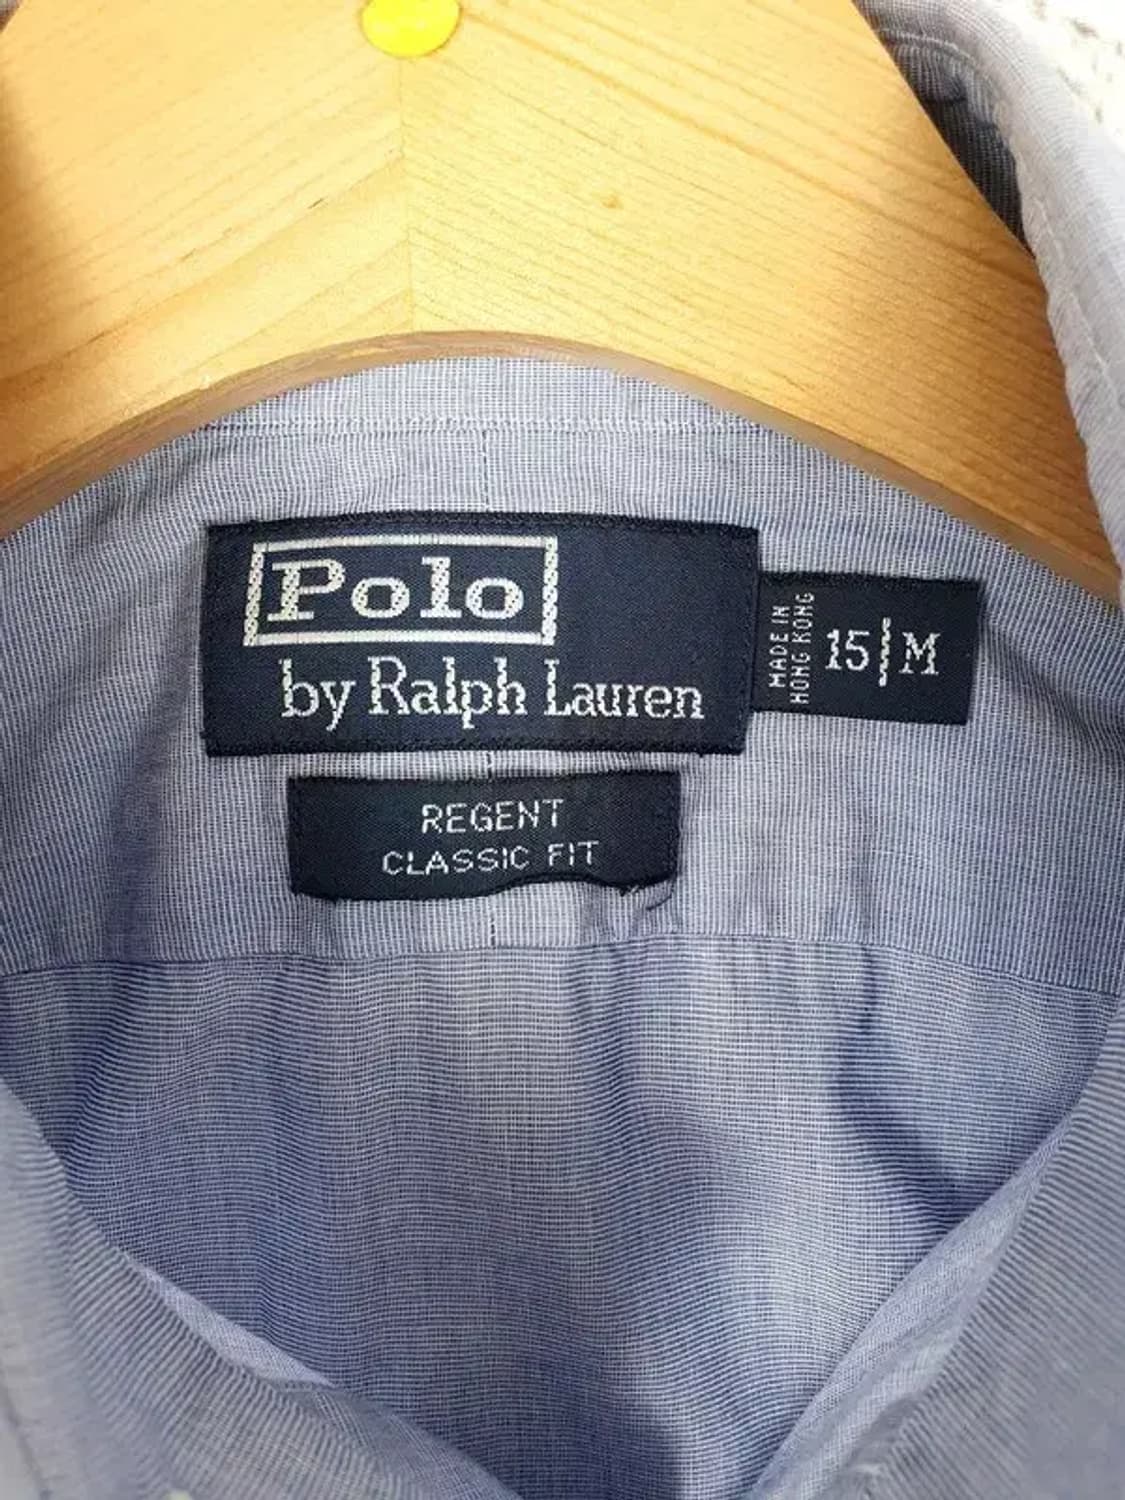 Polo
by Ralph Lauren
MADE IN
HONG KONG
15 | M
REGENT
CLASSIC FIT